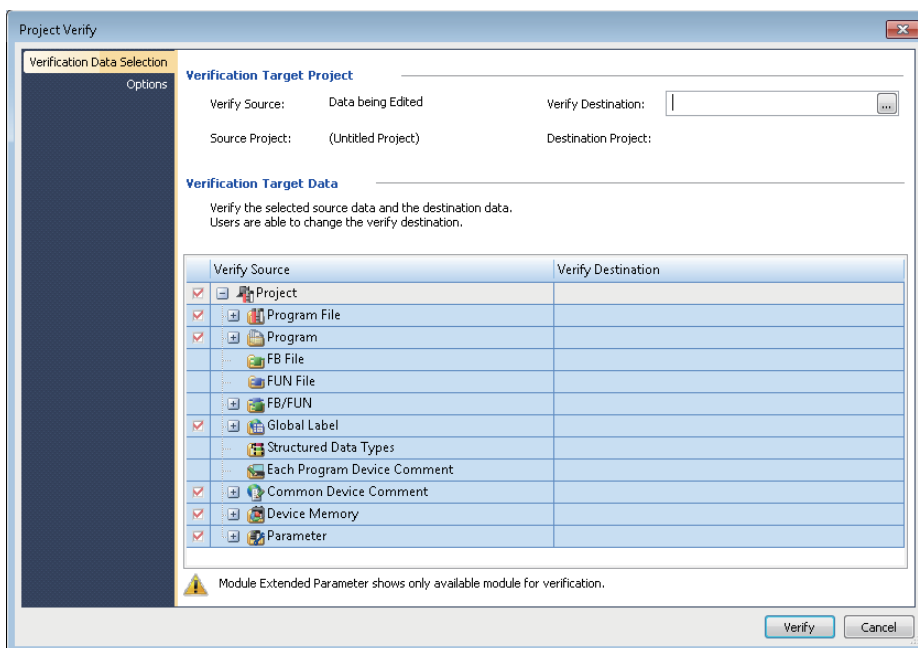 Project Verify
Verification Data Selection
Options
Verification Target Project
Verify Source: Data being Edited Verify Destination: ...
Source Project: (Untitled Project) Destination Project:
Verification Target Data
Verify the selected source data and the destination data.
Users are able to change the verify destination.
Verify Source Verify Destination
Project
Program File
Program
FB File
FUN File
FB/FUN
Global Label
Structured Data Types
Each Program Device Comment
Common Device Comment
Device Memory
Parameter
Module Extended Parameter shows only available module for verification.
Verify Cancel